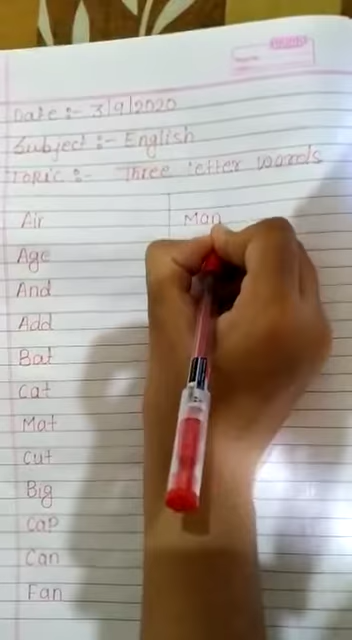 Date :- 3/9/2020
Subject :- English
Topic :- Three letter words
Air
Age
And
Add
Bat
Cat
Mat
Cut
Big
Cap
Can
Fan
Man